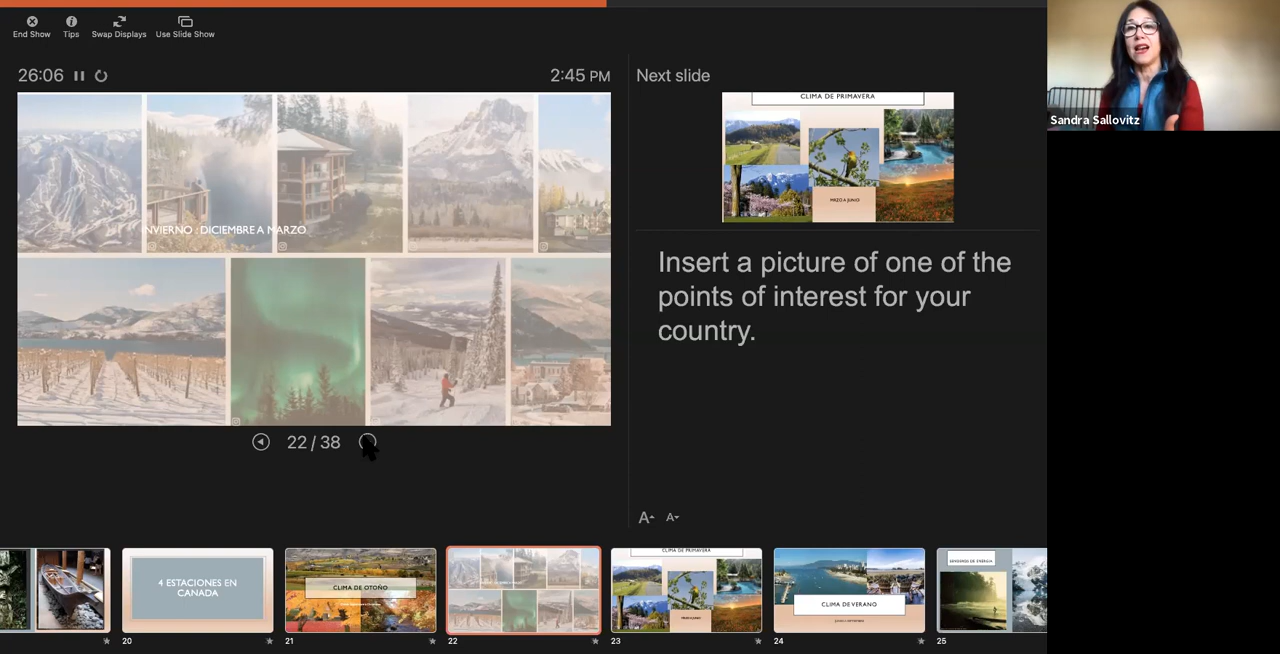 End Show
Tips
Swap Displays
Use Slide Show
26:06
2:45 PM
Next slide
Sandra Sallovitz
CLIMA DE PRIMAVERA
MARZO A JUNIO
INVIERNO : DICIEMBRE A MARZO
Insert a picture of one of the
points of interest for your
country.
22 / 38
A A
4 ESTACIONES EN
CANADA
CLIMA DE OTOÑO
CLIMA DE PRIMAVERA
CLIMA DE VERANO
20
21
22
23
24
25